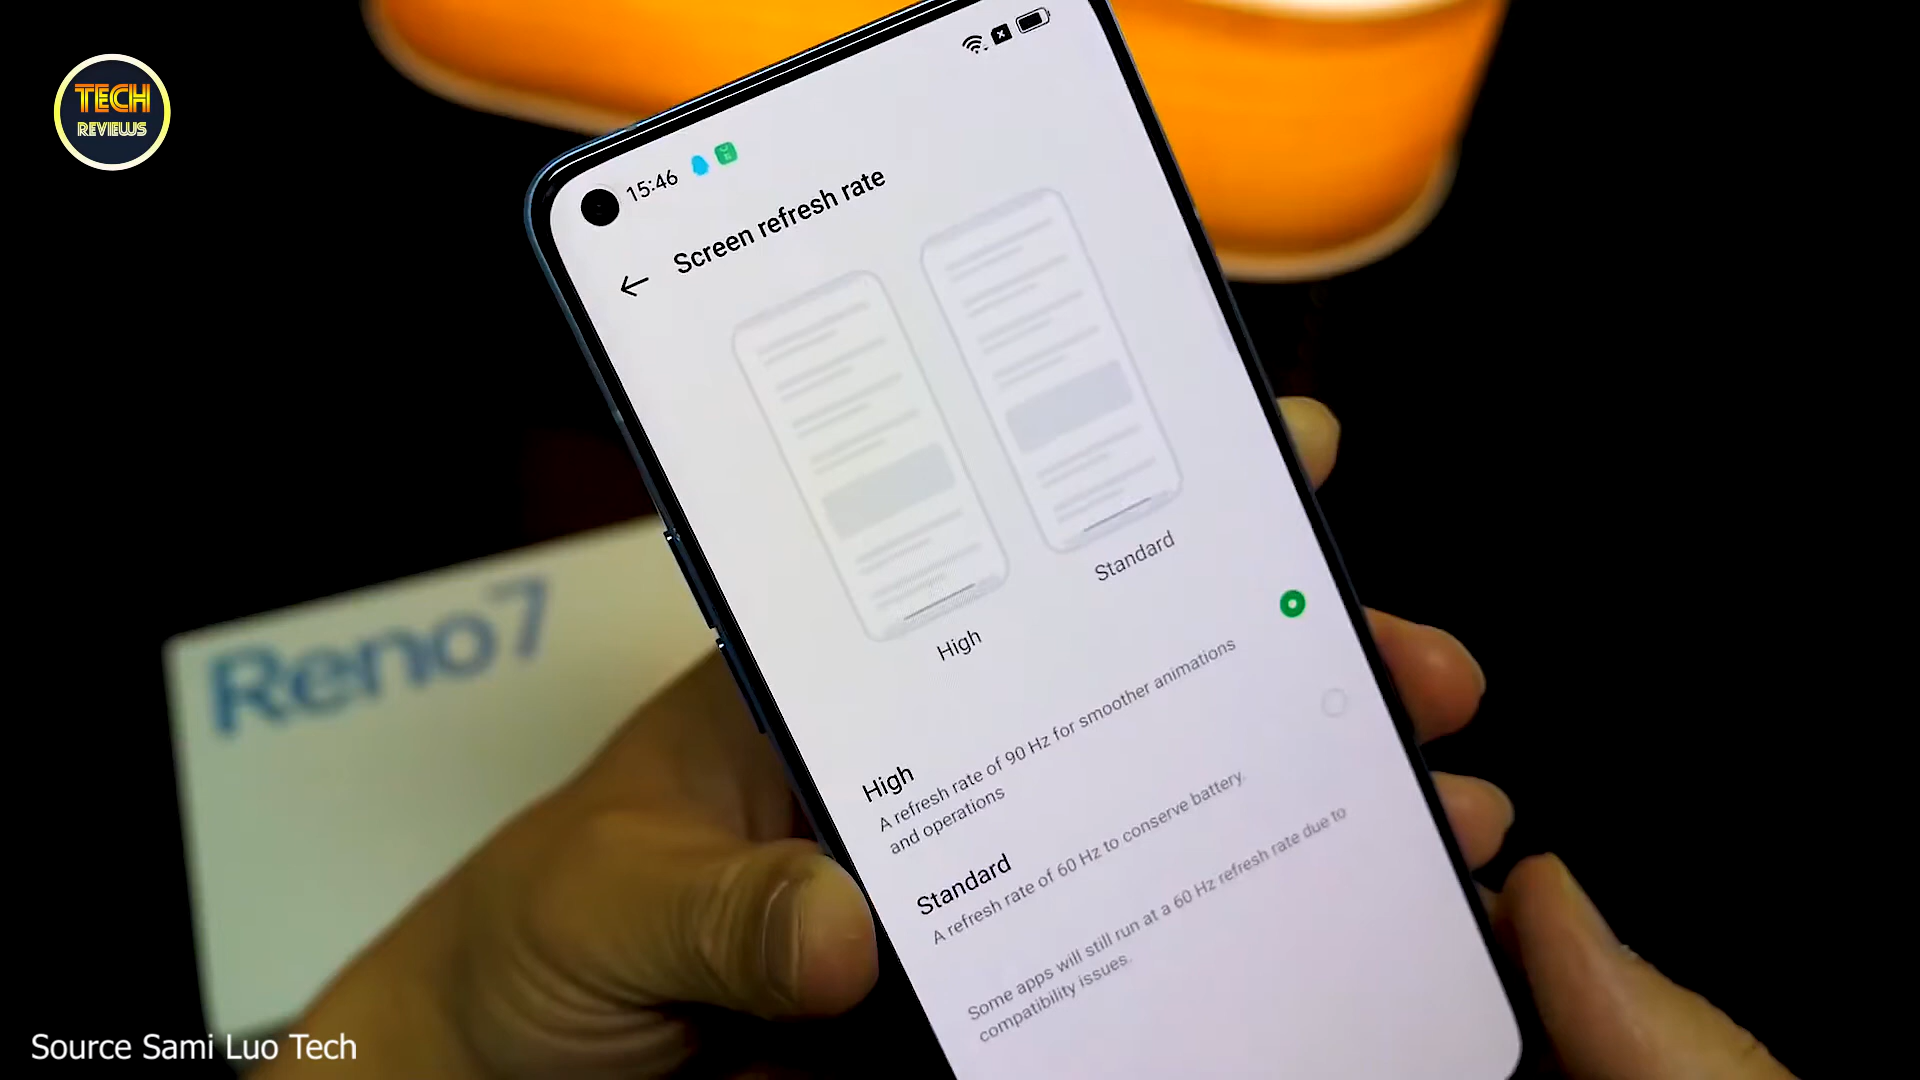 TECH
REVIEWS
15:46
Screen refresh rate
High
Standard
High
A refresh rate of 90 Hz for smoother animations
and operations
Standard
A refresh rate of 60 Hz to conserve battery.
Some apps will still run at a 60 Hz refresh rate due to
compatibility issues.
Reno7
Source Sami Luo Tech